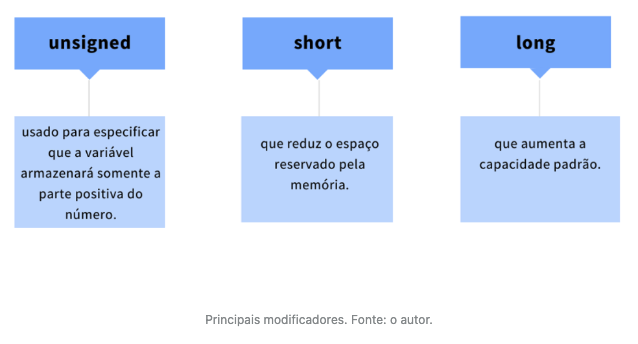 unsigned
usado para especificar
que a variável
armazenará somente a
parte positiva do
número.
short
que reduz o espaço
reservado pela
memória.
long
que aumenta a
capacidade padrão.
Principais modificadores. Fonte: o autor.